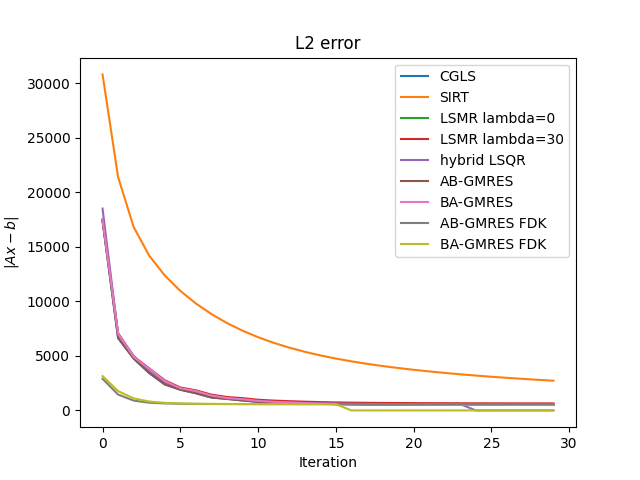 L2 error
30000
25000
20000
15000
10000
5000
0
|Ax − b|
CGLS
SIRT
LSMR lambda=0
LSMR lambda=30
hybrid LSQR
AB-GMRES
BA-GMRES
AB-GMRES FDK
BA-GMRES FDK
0 5 10 15 20 25 30
Iteration